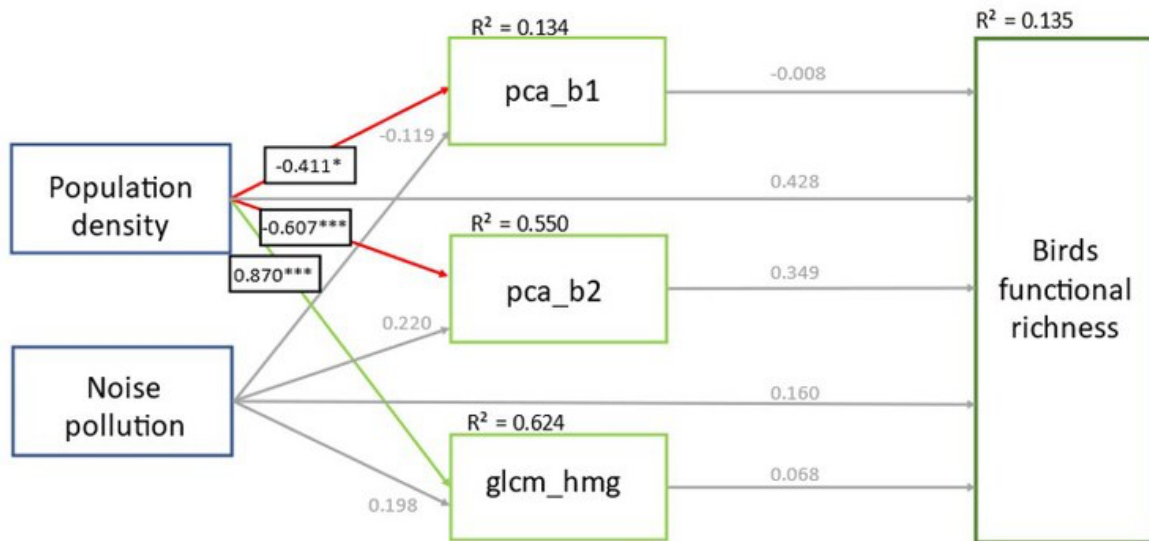 R² = 0.134
R² = 0.135
pca_b1
-0.008
-0.119
-0.411*
Population
density
0.428
-0.607***
R² = 0.550
0.870***
pca_b2
0.349
Birds
functional
richness
0.220
Noise
pollution
0.160
R² = 0.624
glcm_hmg
0.068
0.198